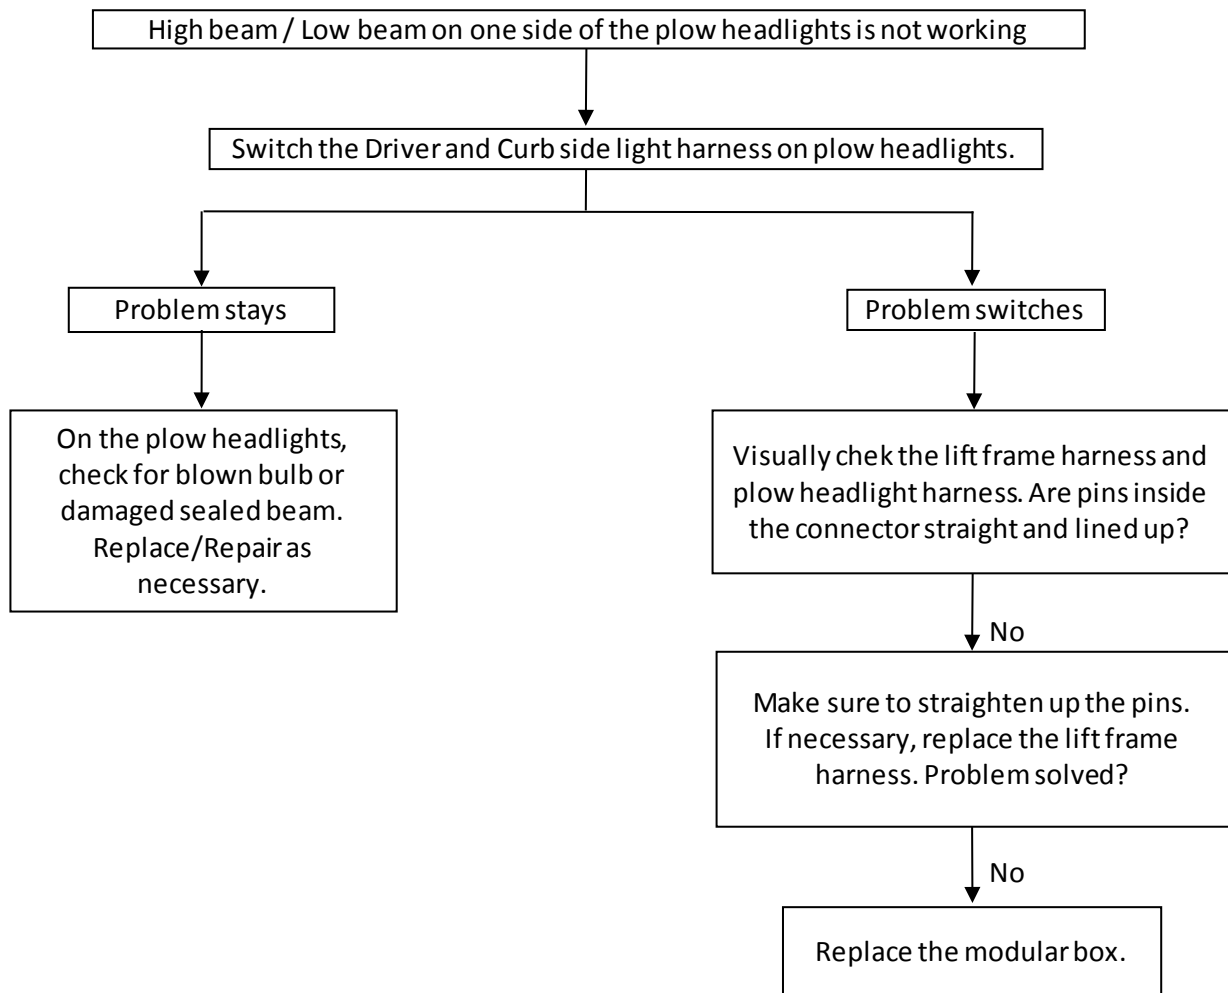 High beam / Low beam on one side of the plow headlights is not working
Switch the Driver and Curb side light harness on plow headlights.
Problem stays
Problem switches
On the plow headlights,
check for blown bulb or
damaged sealed beam.
Replace/Repair as
necessary.
Visually chek the lift frame harness and
plow headlight harness. Are pins inside
the connector straight and lined up?
No
Make sure to straighten up the pins.
If necessary, replace the lift frame
harness. Problem solved?
No
Replace the modular box.